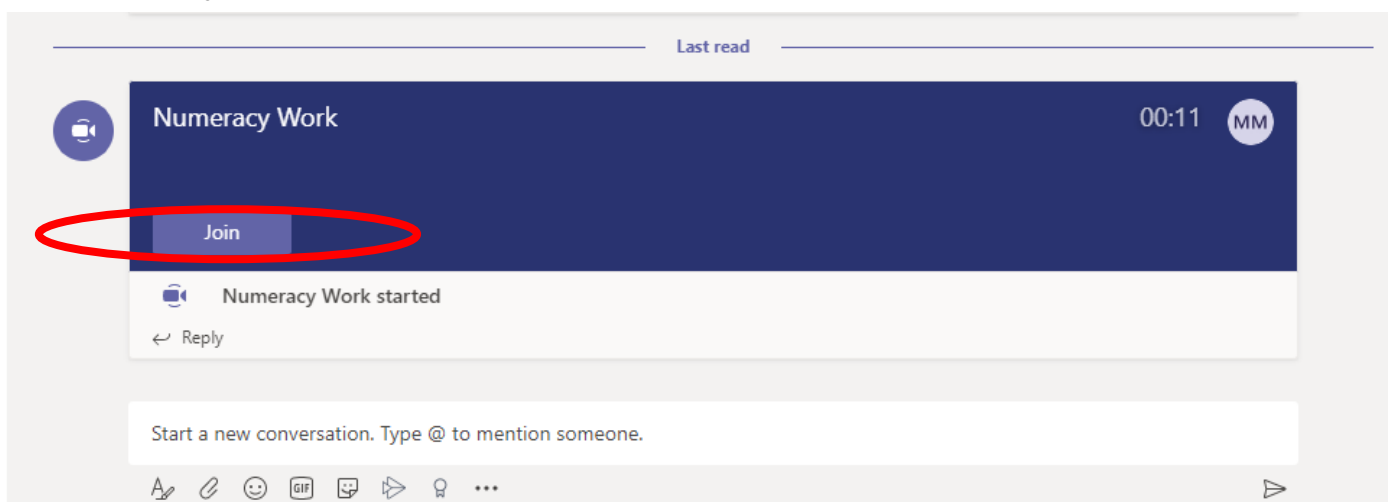 Last read
Numeracy Work 00:11 MM
Join
Numeracy Work started
Reply
Start a new conversation. Type @ to mention someone.
GIF